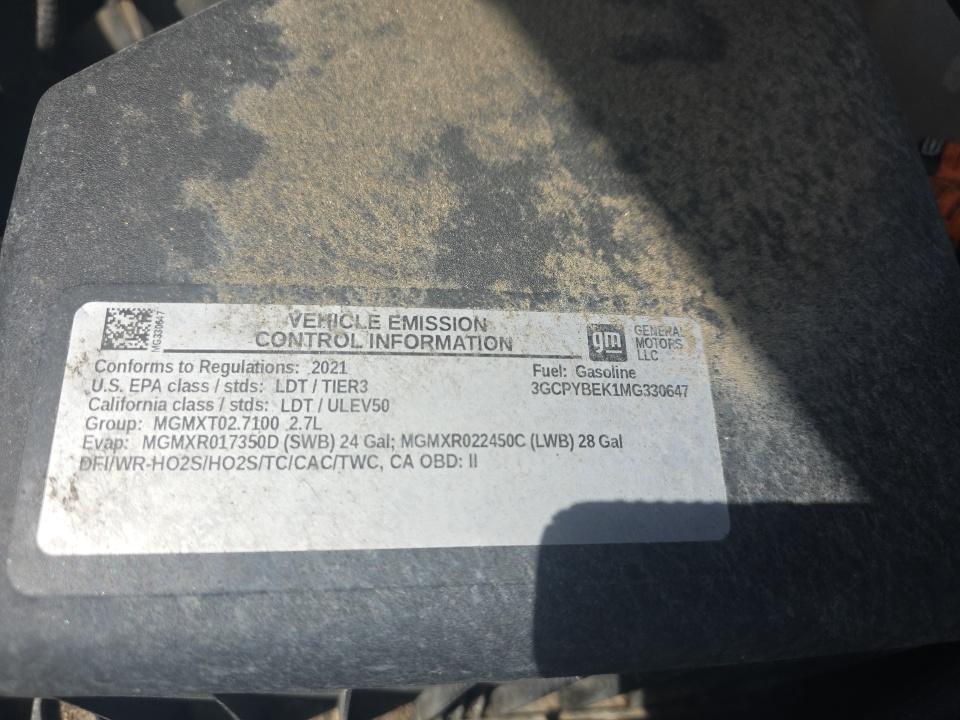 MG330647
VEHICLE EMISSION
CONTROL INFORMATION
gm
GENERAL
MOTORS
LLC
Conforms to Regulations: 2021
Fuel: Gasoline
U.S. EPA class / stds: LDT / TIER3
3GCPYBEK1MG330647
California class / stds: LDT / ULEV50
Group: MGMXT02.7100 2.7L
Evap: MGMXR017350D (SWB) 24 Gal; MGMXR022450C (LWB) 28 Gal
DFI/WR-HO2S/HO2S/TC/CAC/TWC, CA OBD: II